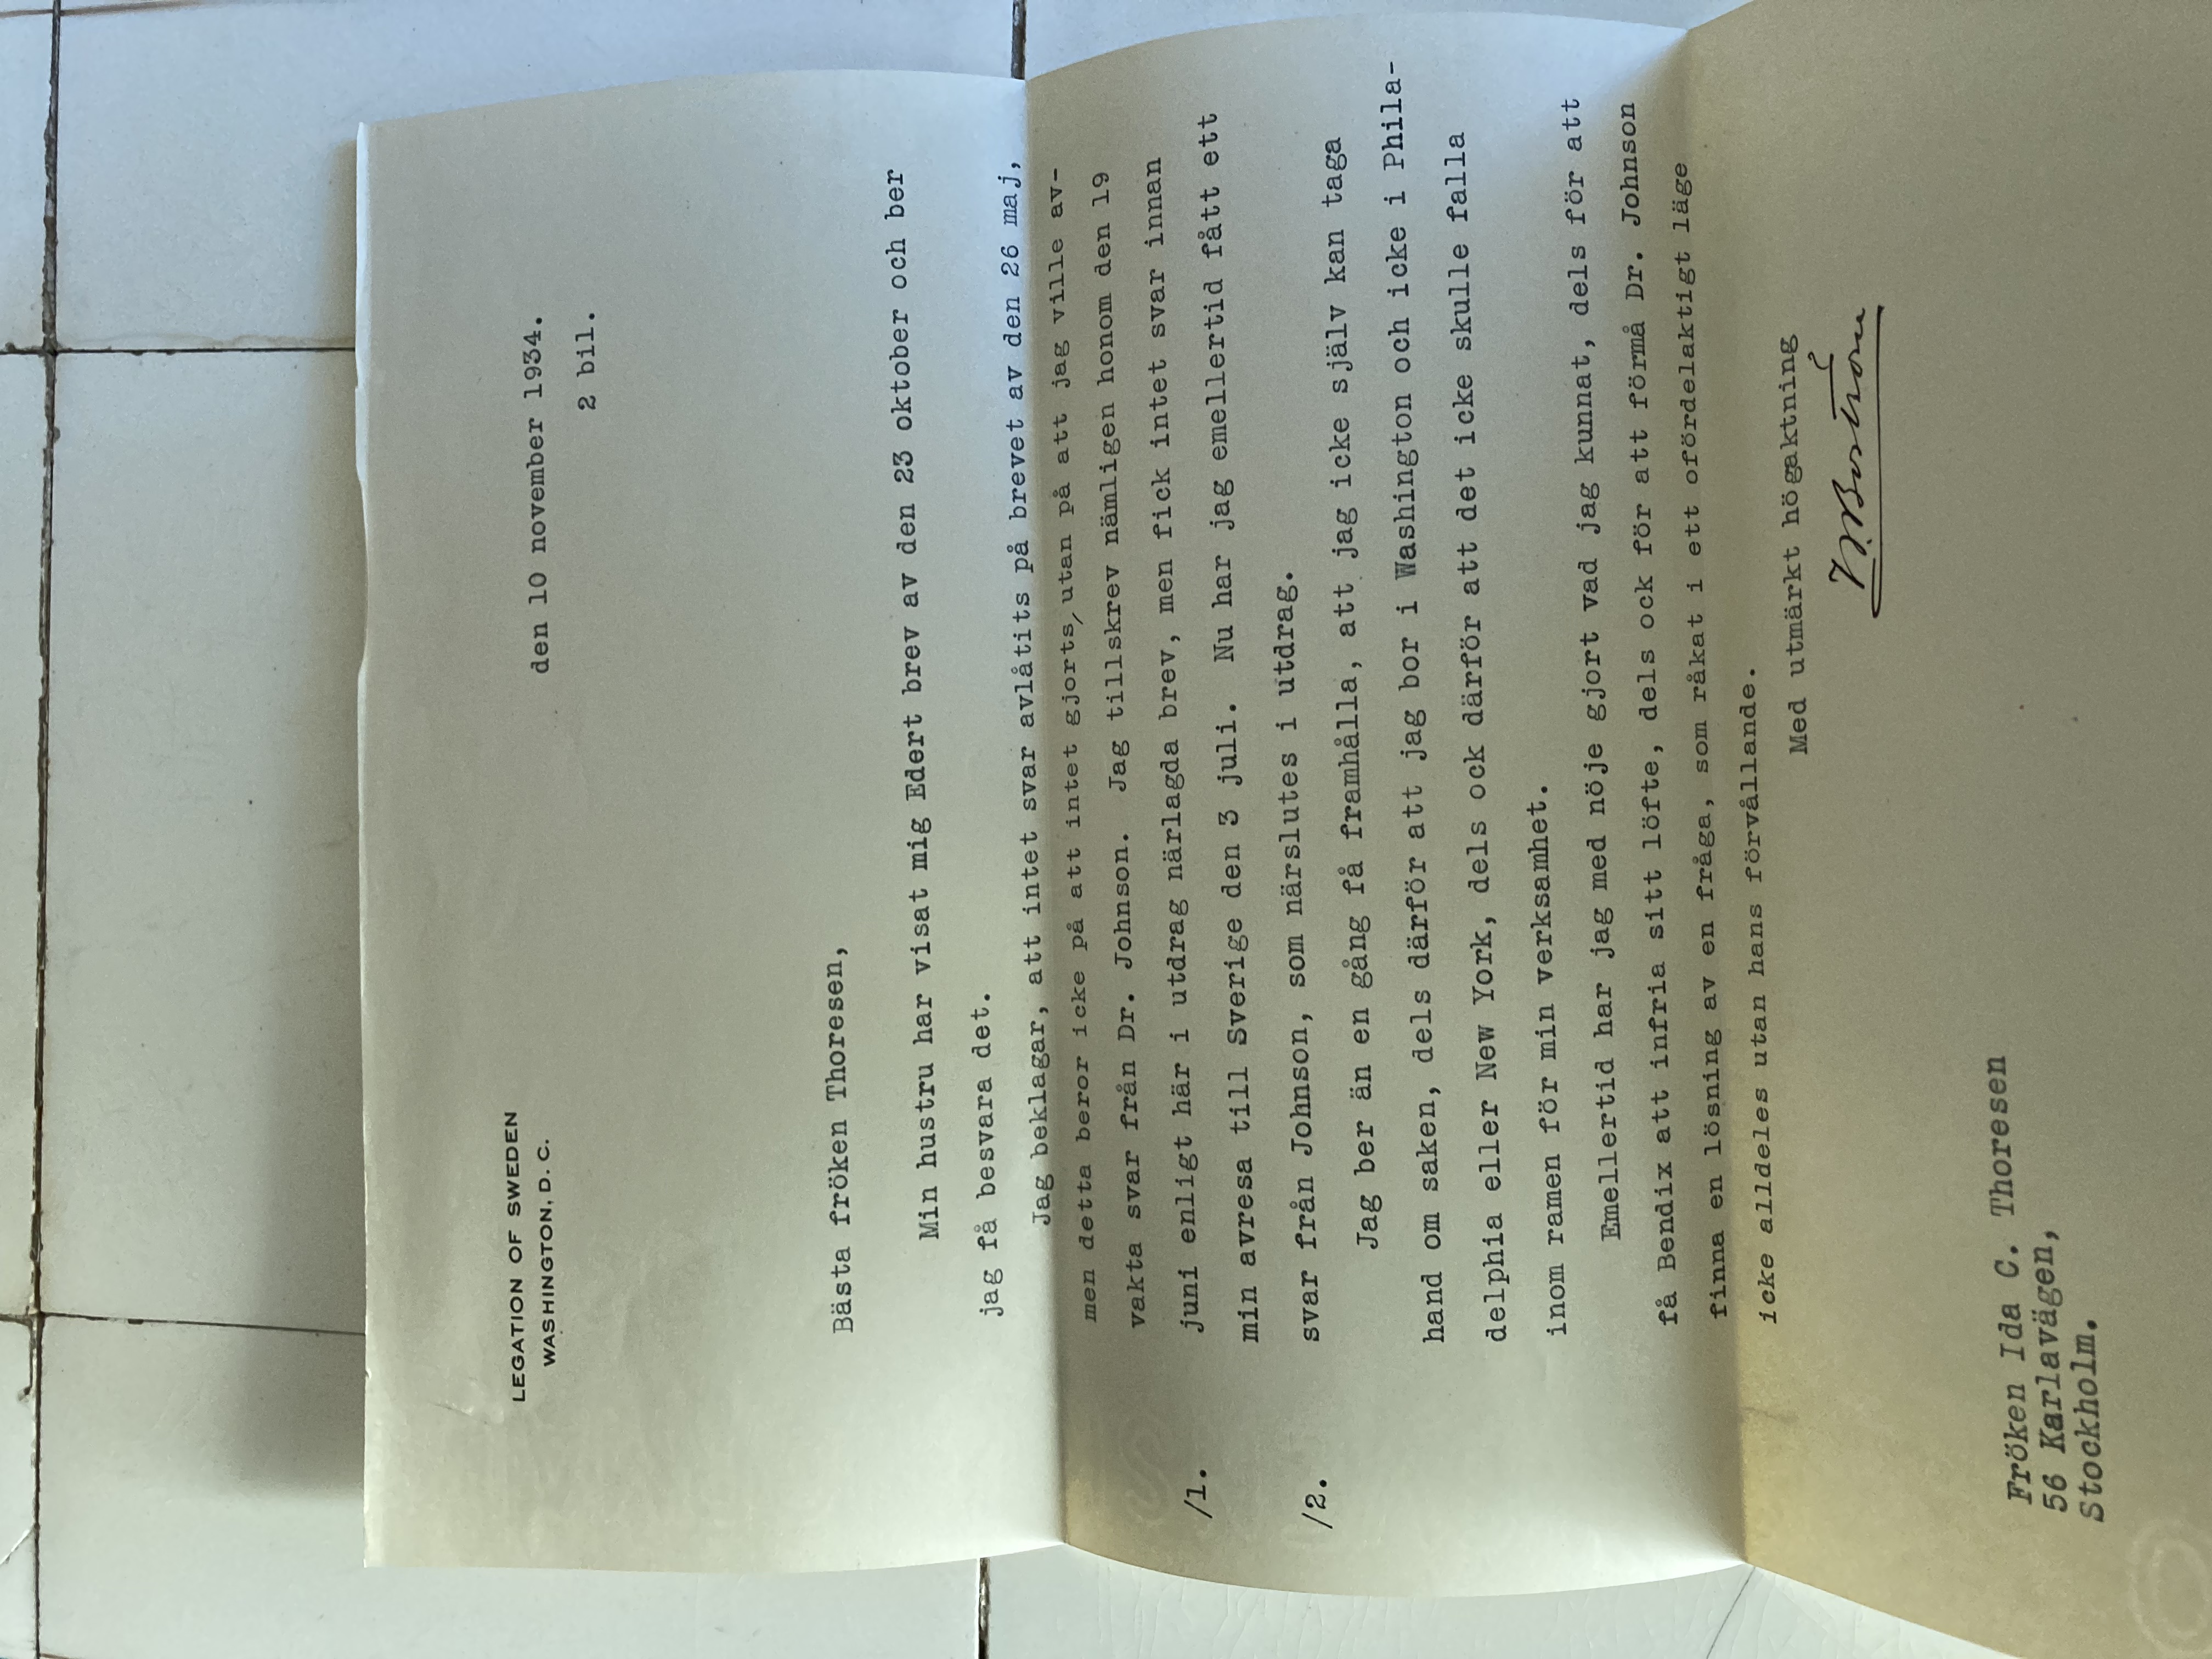 LEGATION OF SWEDEN
WASHINGTON, D. C.
den 10 november 1934.
2 bil.
Bästa fröken Thoresen,
Min hustru har visat mig Edert brev av den 23 oktober och ber
jag få besvara det.
Jag beklagar, att intet svar avlåtits på brevet av den 26 maj,
men detta beror icke på att intet gjorts, utan på att jag ville av-
vakta svar från Dr. Johnson. Jag tillskrev nämligen honom den 19
/1. juni enligt här i utdrag närlagda brev, men fick intet svar innan
min avresa till Sverige den 3 juli. Nu har jag emellertid fått ett
/2. svar från Johnson, som närslutes i utdrag.
Jag ber än en gång få framhålla, att jag icke själv kan taga
hand om saken, dels därför att jag bor i Washington och icke i Phila-
delphia eller New York, dels ock därför att det icke skulle falla
inom ramen för min verksamhet.
Emellertid har jag med nöje gjort vad jag kunnat, dels för att
få Bendix att infria sitt löfte, dels ock för att förmå Dr. Johnson
finna en lösning av en fråga, som råkat i ett ofördelaktigt läge
icke alldeles utan hans förvållande.
Med utmärkt högaktning
W. Boström
Fröken Ida C. Thoresen
56 Karlavägen,
Stockholm.